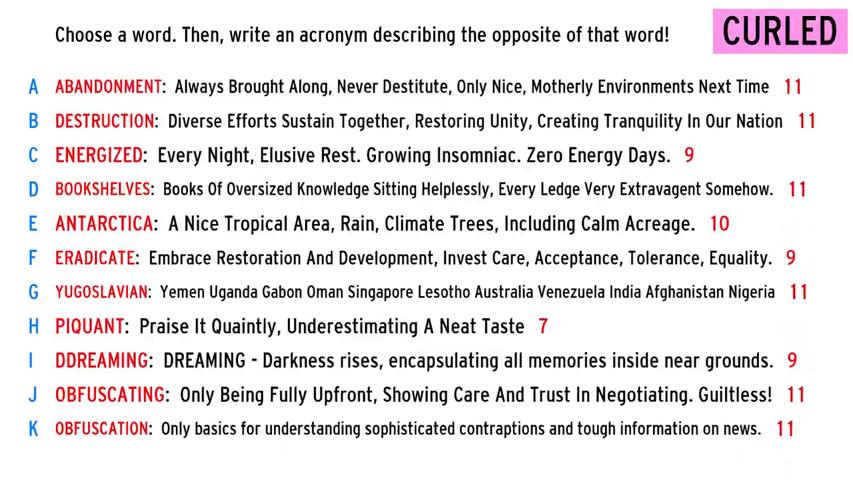 Choose a word. Then, write an acronym describing the opposite of that word!
CURLED
A ABANDONMENT: Always Brought Along, Never Destitute, Only Nice, Motherly Environments Next Time 11
B DESTRUCTION: Diverse Efforts Sustain Together, Restoring Unity, Creating Tranquility In Our Nation 11
C ENERGIZED: Every Night, Elusive Rest. Growing Insomniac. Zero Energy Days. 9
D BOOKSHELVES: Books Of Oversized Knowledge Sitting Helplessly, Every Ledge Very Extravagent Somehow. 11
E ANTARCTICA: A Nice Tropical Area, Rain, Climate Trees, Including Calm Acreage. 10
F ERADICATE: Embrace Restoration And Development, Invest Care, Acceptance, Tolerance, Equality. 9
G YUGOSLAVIAN: Yemen Uganda Gabon Oman Singapore Lesotho Australia Venezuela India Afghanistan Nigeria 11
H PIQUANT: Praise It Quaintly, Underestimating A Neat Taste 7
I DDREAMING: DREAMING - Darkness rises, encapsulating all memories inside near grounds. 9
J OBFUSCATING: Only Being Fully Upfront, Showing Care And Trust In Negotiating. Guiltless! 11
K OBFUSCATION: Only basics for understanding sophisticated contraptions and tough information on news. 11